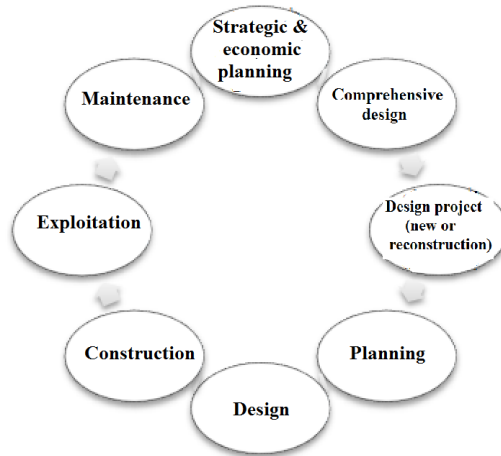 Strategic &
economic
planning
Comprehensive
design
Design project
(new or
reconstruction)
Planning
Design
Construction
Exploitation
Maintenance